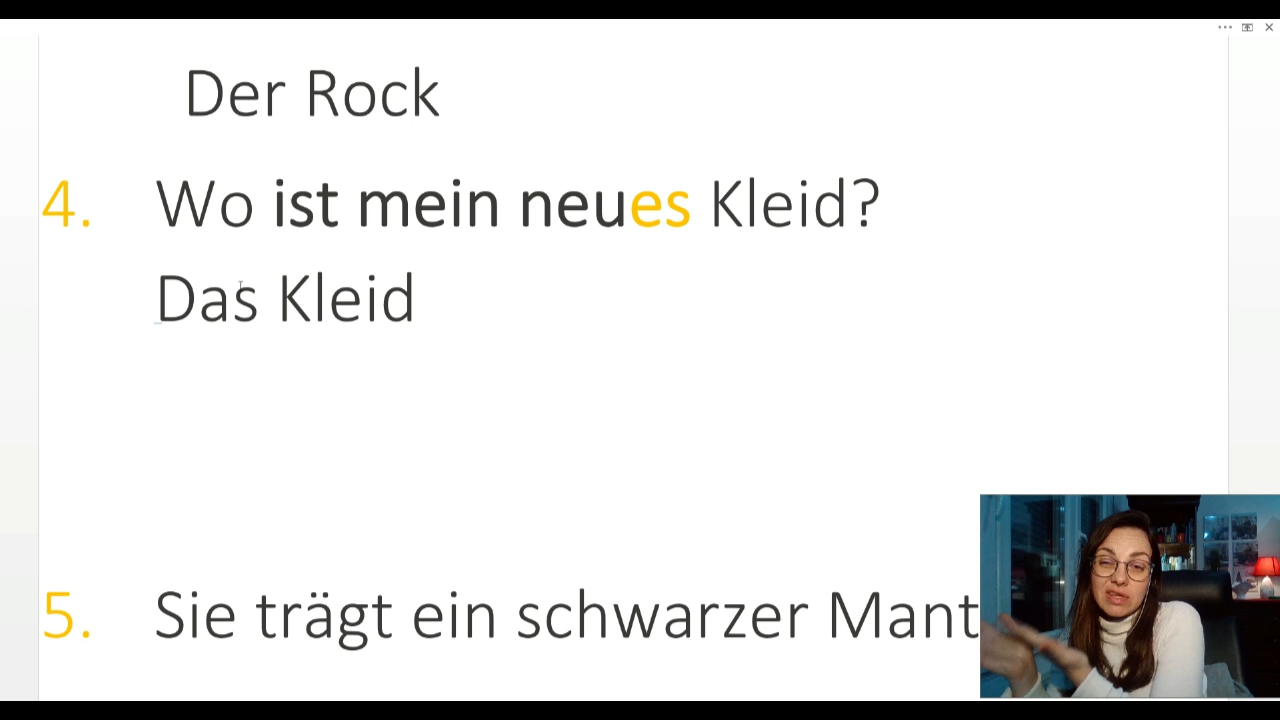 Der Rock
4. Wo ist mein neues Kleid?
Das Kleid
5. Sie trägt ein schwarzer Mant